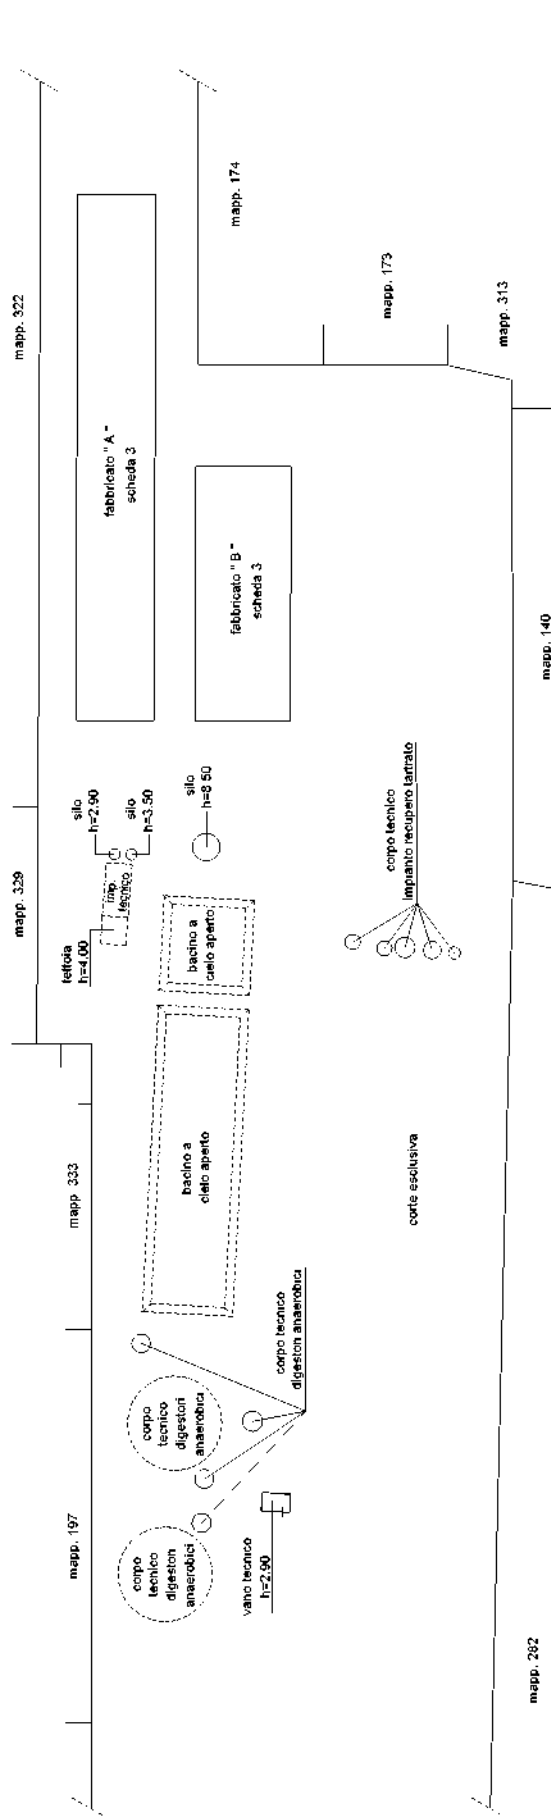 mapp. 322
mapp. 174
mapp. 173
mapp. 313
fabbricato " A "
scheda 3
fabbricato " B "
scheda 3
mapp. 140
mapp. 329
silo
h=2.90
silo
h=3.50
silo
h=8.50
tettoia
h=4.00
imp.
tecnico
bacino a
cielo aperto
corpo tecnico
impianto recupero tartrato
mapp. 333
bacino a
cielo aperto
corte esclusiva
corpo tecnico
digestori anaerobici
mapp. 197
corpo
tecnico
digestori
anaerobici
corpo
tecnico
digestori
anaerobici
vano tecnico
h=2.90
mapp. 282